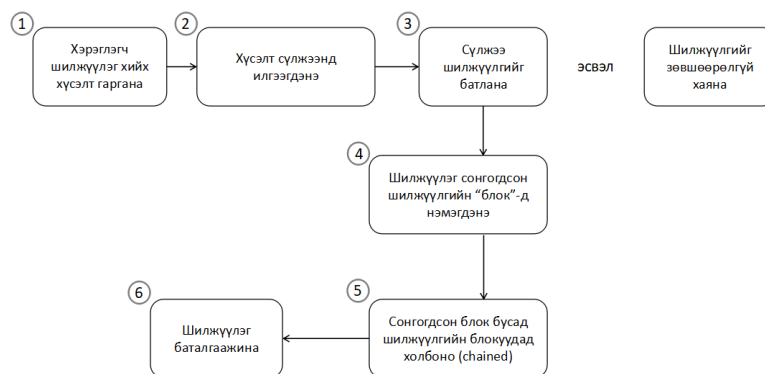 1
Хэрэглэгч
шилжүүлэг хийх
хүсэлт гаргана
2
Хүсэлт сүлжээнд
илгээгдэнэ
3
Сүлжээ
шилжүүлгийг
батлана
эсвэл
Шилжүүлгийг
зөвшөөрөлгүй
хаяна
4
Шилжүүлэг сонгогдсон
шилжүүлгийн “блок”-д
нэмэгдэнэ
5
Сонгогдсон блок бусад
шилжүүлгийн блокуудад
холбоно (chained)
6
Шилжүүлэг
баталгаажина